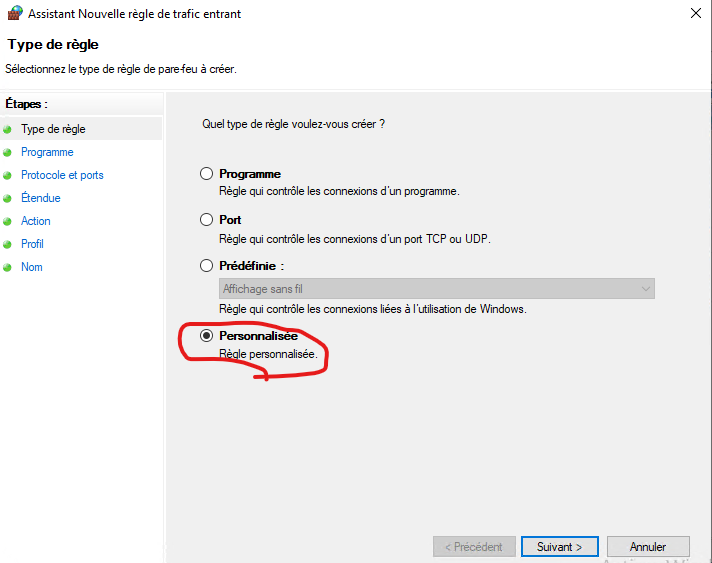 Assistant Nouvelle règle de trafic entrant
Type de règle
Sélectionnez le type de règle de pare-feu à créer.
Étapes :
Type de règle
Programme
Protocole et ports
Étendue
Action
Profil
Nom
Quel type de règle voulez-vous créer ?
Programme
Règle qui contrôle les connexions d'un programme.
Port
Règle qui contrôle les connexions d'un port TCP ou UDP.
Prédéfinie :
Affichage sans fil
Règle qui contrôle les connexions liées à l'utilisation de Windows.
Personnalisée
Règle personnalisée.
< Précédent
Suivant >
Annuler